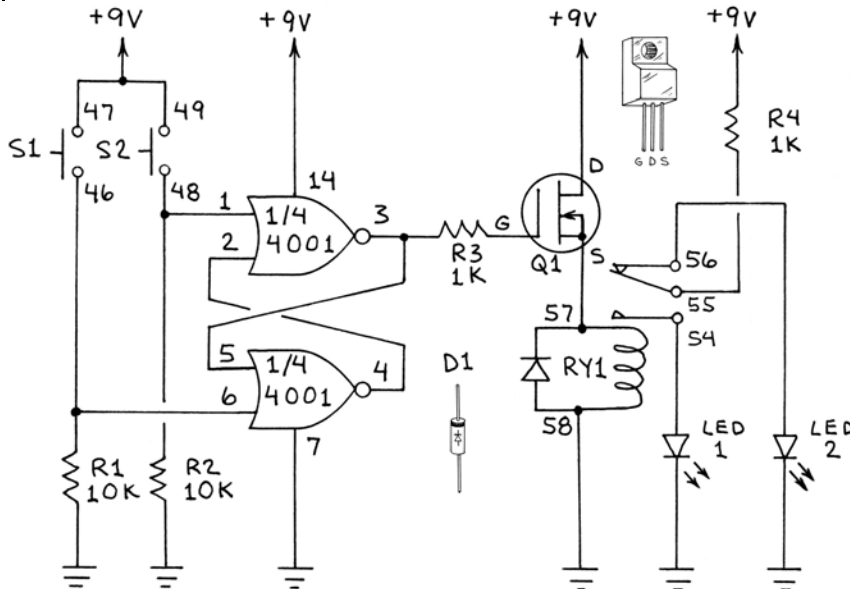 +9V
+9V
+9V
+9V
47
49
S1
S2
46
48
14
1
1/4
4001
3
2
R3
1K
G
D
Q1
S
G D S
R4
1K
56
55
54
57
5
1/4
4001
4
6
7
D1
RY1
58
R1
10K
R2
10K
LED
1
LED
2